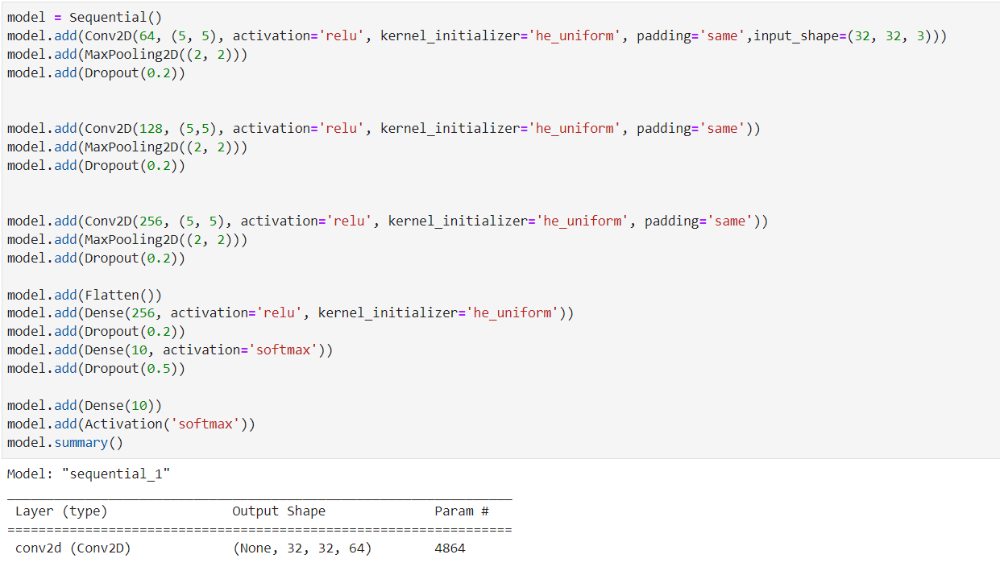 model = Sequential()
model.add(Conv2D(64, (5, 5), activation='relu', kernel_initializer='he_uniform', padding='same',input_shape=(32, 32, 3)))
model.add(MaxPooling2D((2, 2)))
model.add(Dropout(0.2))
model.add(Conv2D(128, (5,5), activation='relu', kernel_initializer='he_uniform', padding='same'))
model.add(MaxPooling2D((2, 2)))
model.add(Dropout(0.2))
model.add(Conv2D(256, (5, 5), activation='relu', kernel_initializer='he_uniform', padding='same'))
model.add(MaxPooling2D((2, 2)))
model.add(Dropout(0.2))
model.add(Flatten())
model.add(Dense(256, activation='relu', kernel_initializer='he_uniform'))
model.add(Dropout(0.2))
model.add(Dense(10, activation='softmax'))
model.add(Dropout(0.5))
model.add(Dense(10))
model.add(Activation('softmax'))
model.summary()
Model: "sequential_1"
_________________________________________________________________
Layer (type) Output Shape Param #
=================================================================
conv2d (Conv2D) (None, 32, 32, 64) 4864